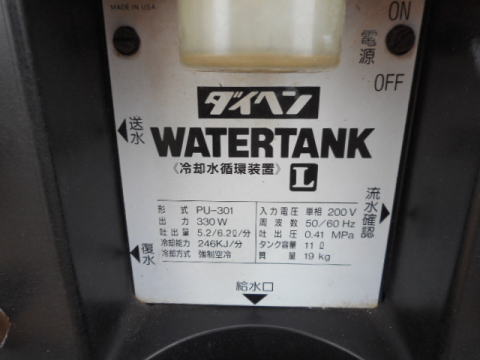 MADE IN USA
ON
電源
OFF
ダイヘン
送水
WATERTANK
《冷却水循環装置》 L
流水確認
形式 PU-301
出力 330 W
吐出量 5.2/6.2ℓ/分
冷却能力 246KJ/分
冷却方式 強制空冷
入力電圧 単相 200 V
周波数 50/60 Hz
吐出圧 0.41 MPa
タンク容量 11ℓ
質量 19 kg
復水
給水口